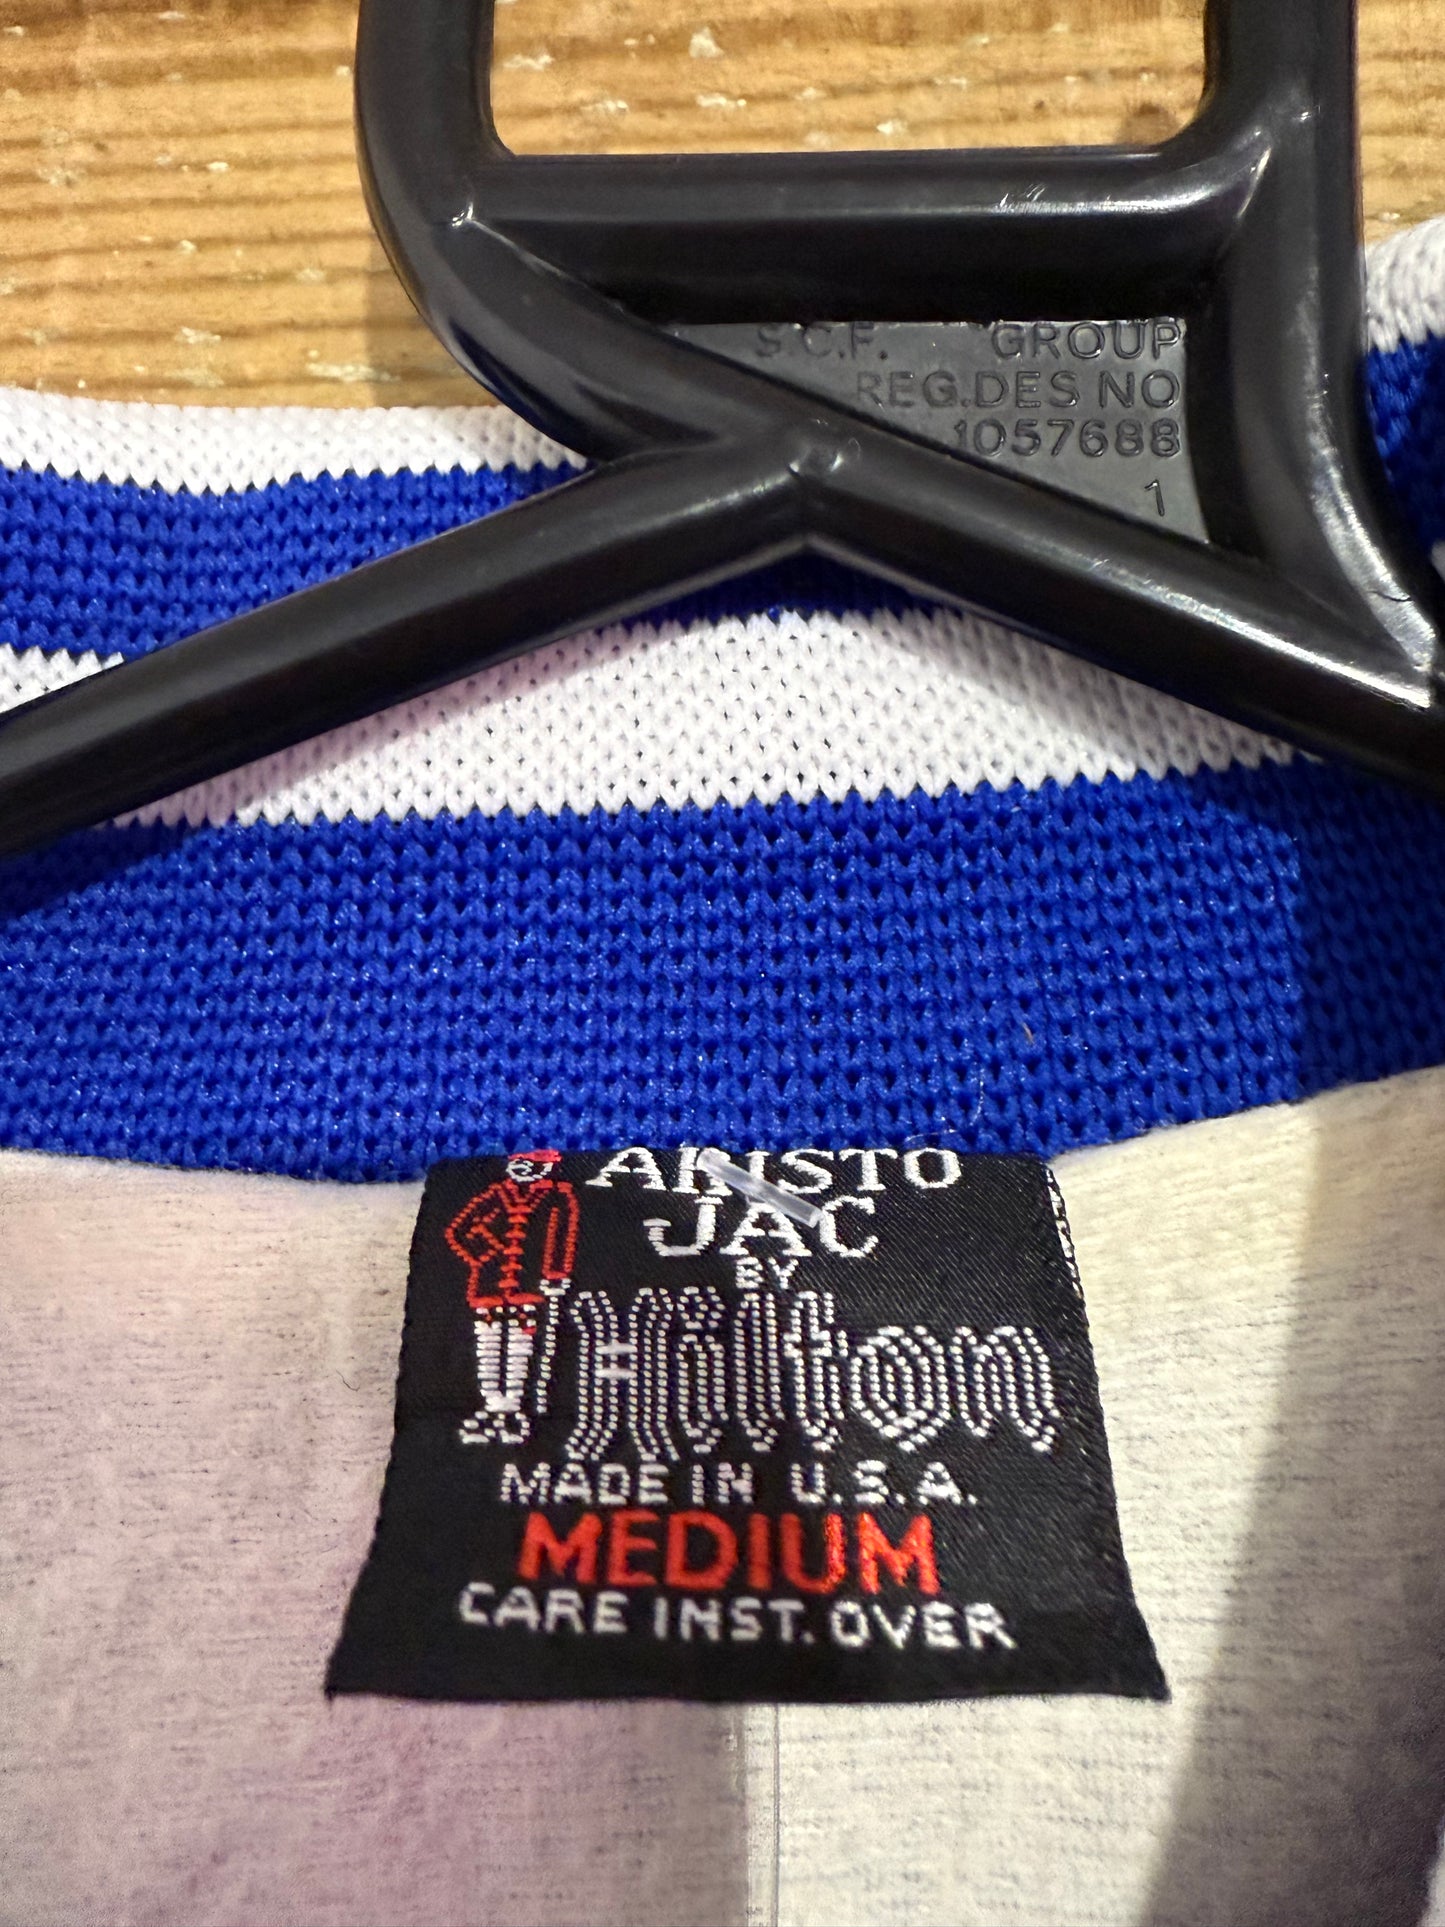 S.C.F. GROUP
REG.DES NO
1057688
1
ARISTO
JAC
BY
Hilton
MADE IN U.S.A.
MEDIUM
CARE INST. OVER